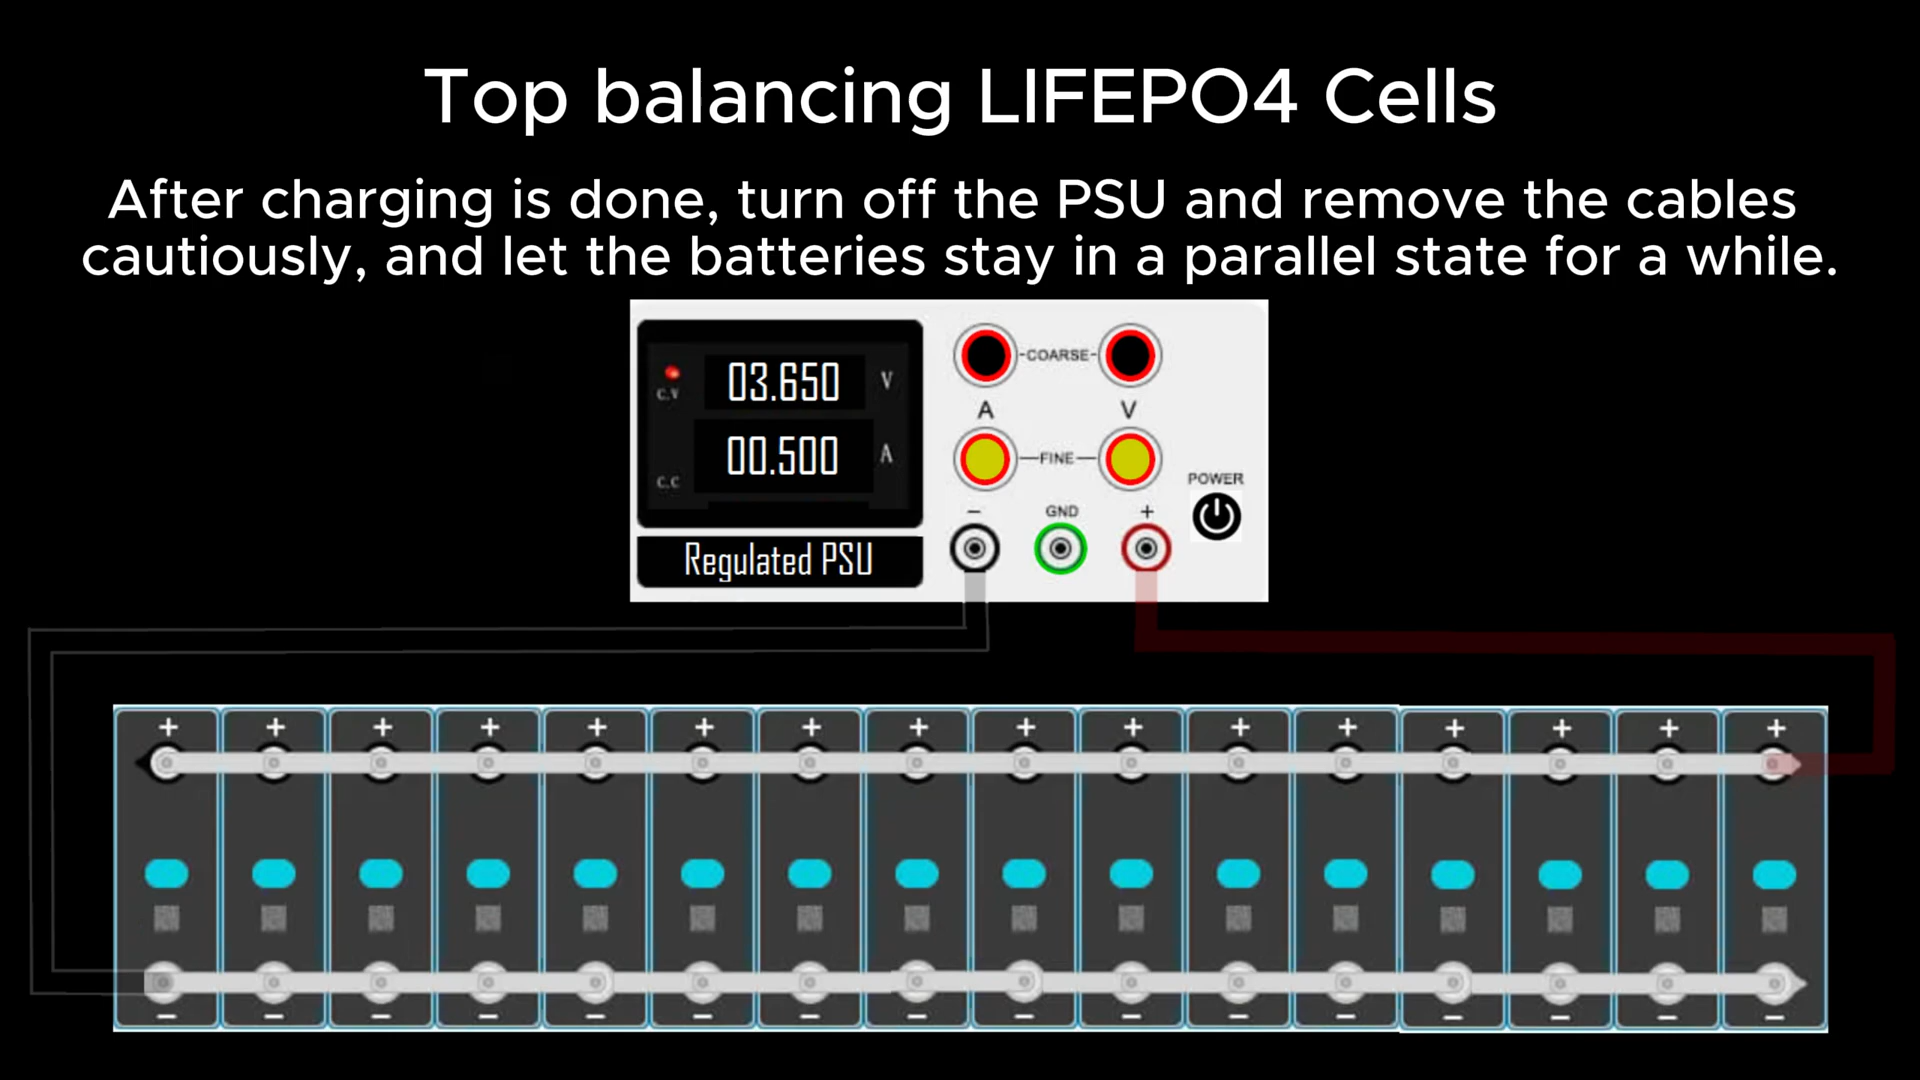 Top balancing LIFEPO4 Cells
After charging is done, turn off the PSU and remove the cables
cautiously, and let the batteries stay in a parallel state for a while.
C.V 03.650 V
00.500 A
C.C
Regulated PSU
-COARSE-
A V
-FINE-
POWER
− GND +
+ + + + + + + + + + + + + + + +
− − − − − − − − − − − − − − − −